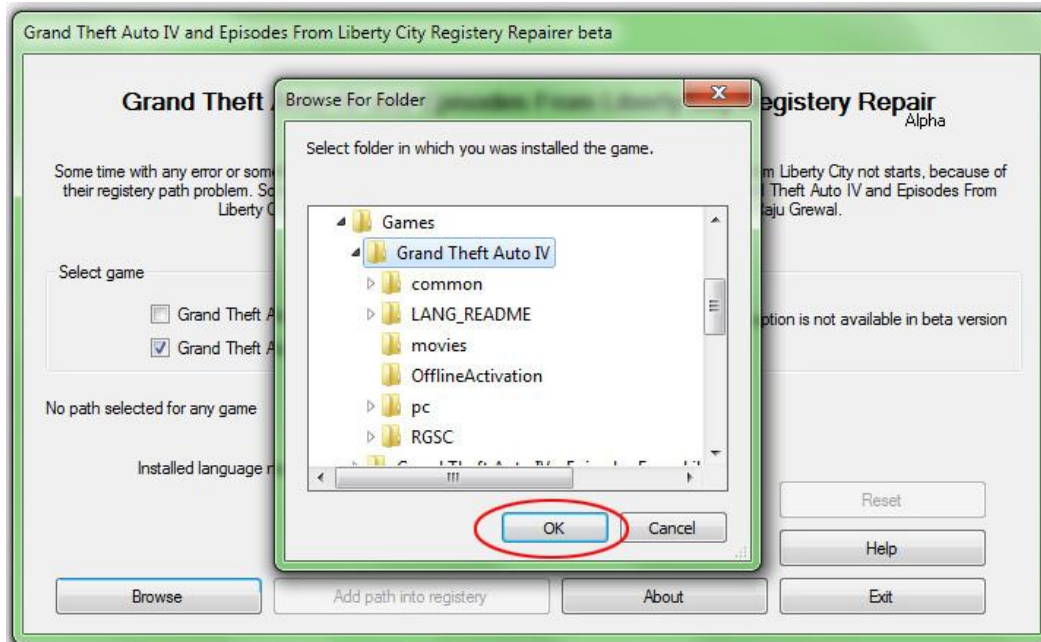 Grand Theft Auto IV and Episodes From Liberty City Registery Repairer beta
Grand Theft
egistery Repair
Alpha
Browse For Folder
Select folder in which you was installed the game.
Some time with any error or som
m Liberty City not starts, because of
their registery path problem. So
Theft Auto IV and Episodes From
Liberty C
aju Grewal.
Games
Grand Theft Auto IV
common
LANG_README
movies
OfflineActivation
pc
RGSC
Select game
Grand Theft A
ption is not available in beta version
Grand Theft A
No path selected for any game
Installed language
OK
Cancel
Reset
Help
Browse
Add path into registery
About
Exit